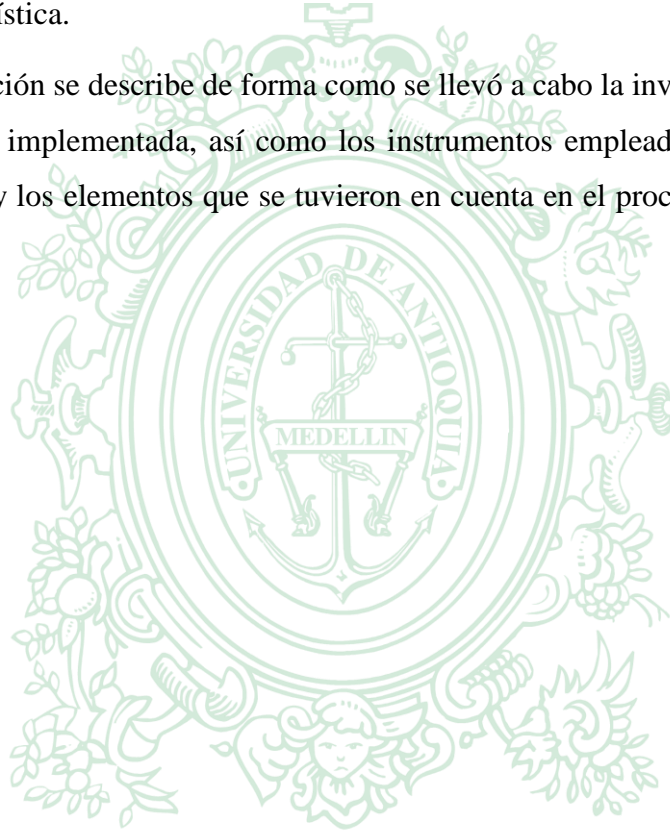 ística.
ción se describe de forma como se llevó a cabo la inv
implementada, así como los instrumentos emplead
y los elementos que se tuvieron en cuenta en el proc
UNIVERSIDAD DE ANTIOQUIA
MEDELLIN